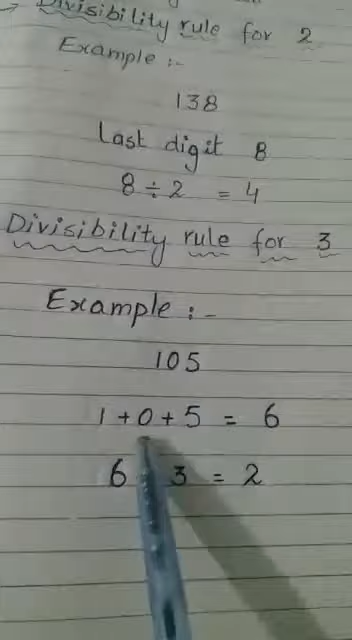 Divisibility rule for 2
Example :-
138
Last digit 8
8 ÷ 2 = 4
Divisibility rule for 3
Example :-
105
1 + 0 + 5 = 6
6 3 = 2